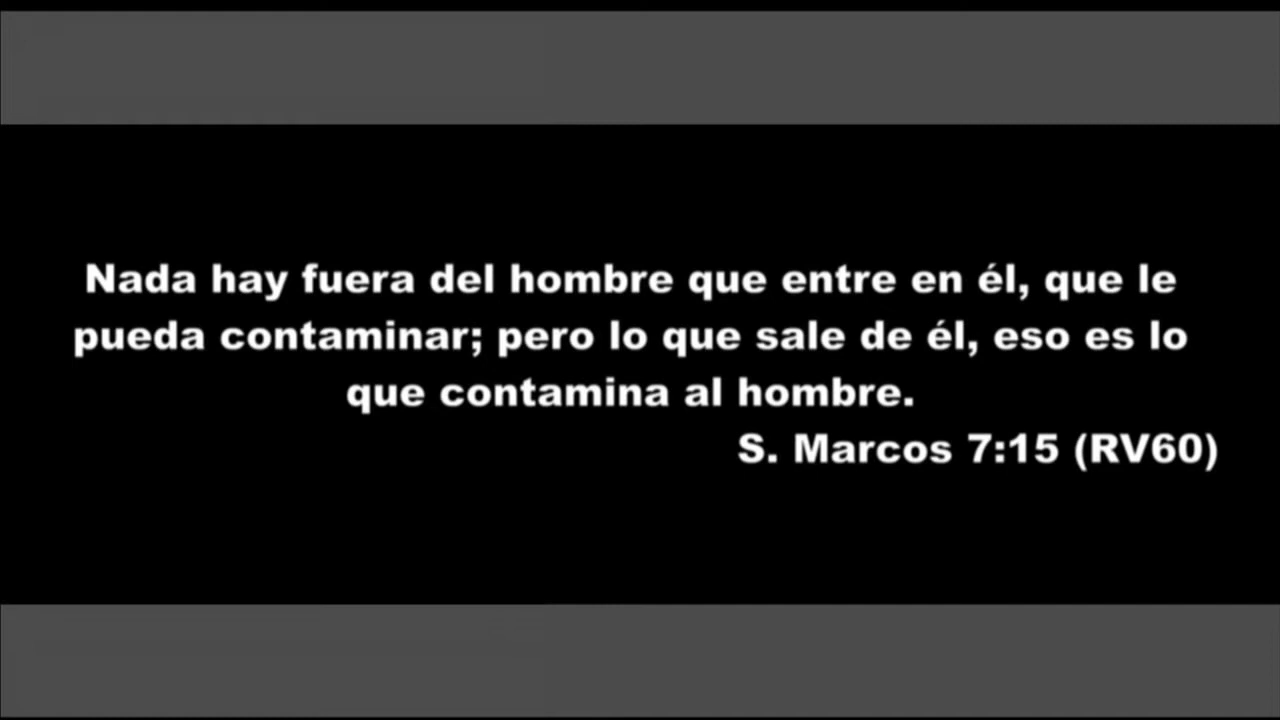 Nada hay fuera del hombre que entre en él, que le
pueda contaminar; pero lo que sale de él, eso es lo
que contamina al hombre.
S. Marcos 7:15 (RV60)